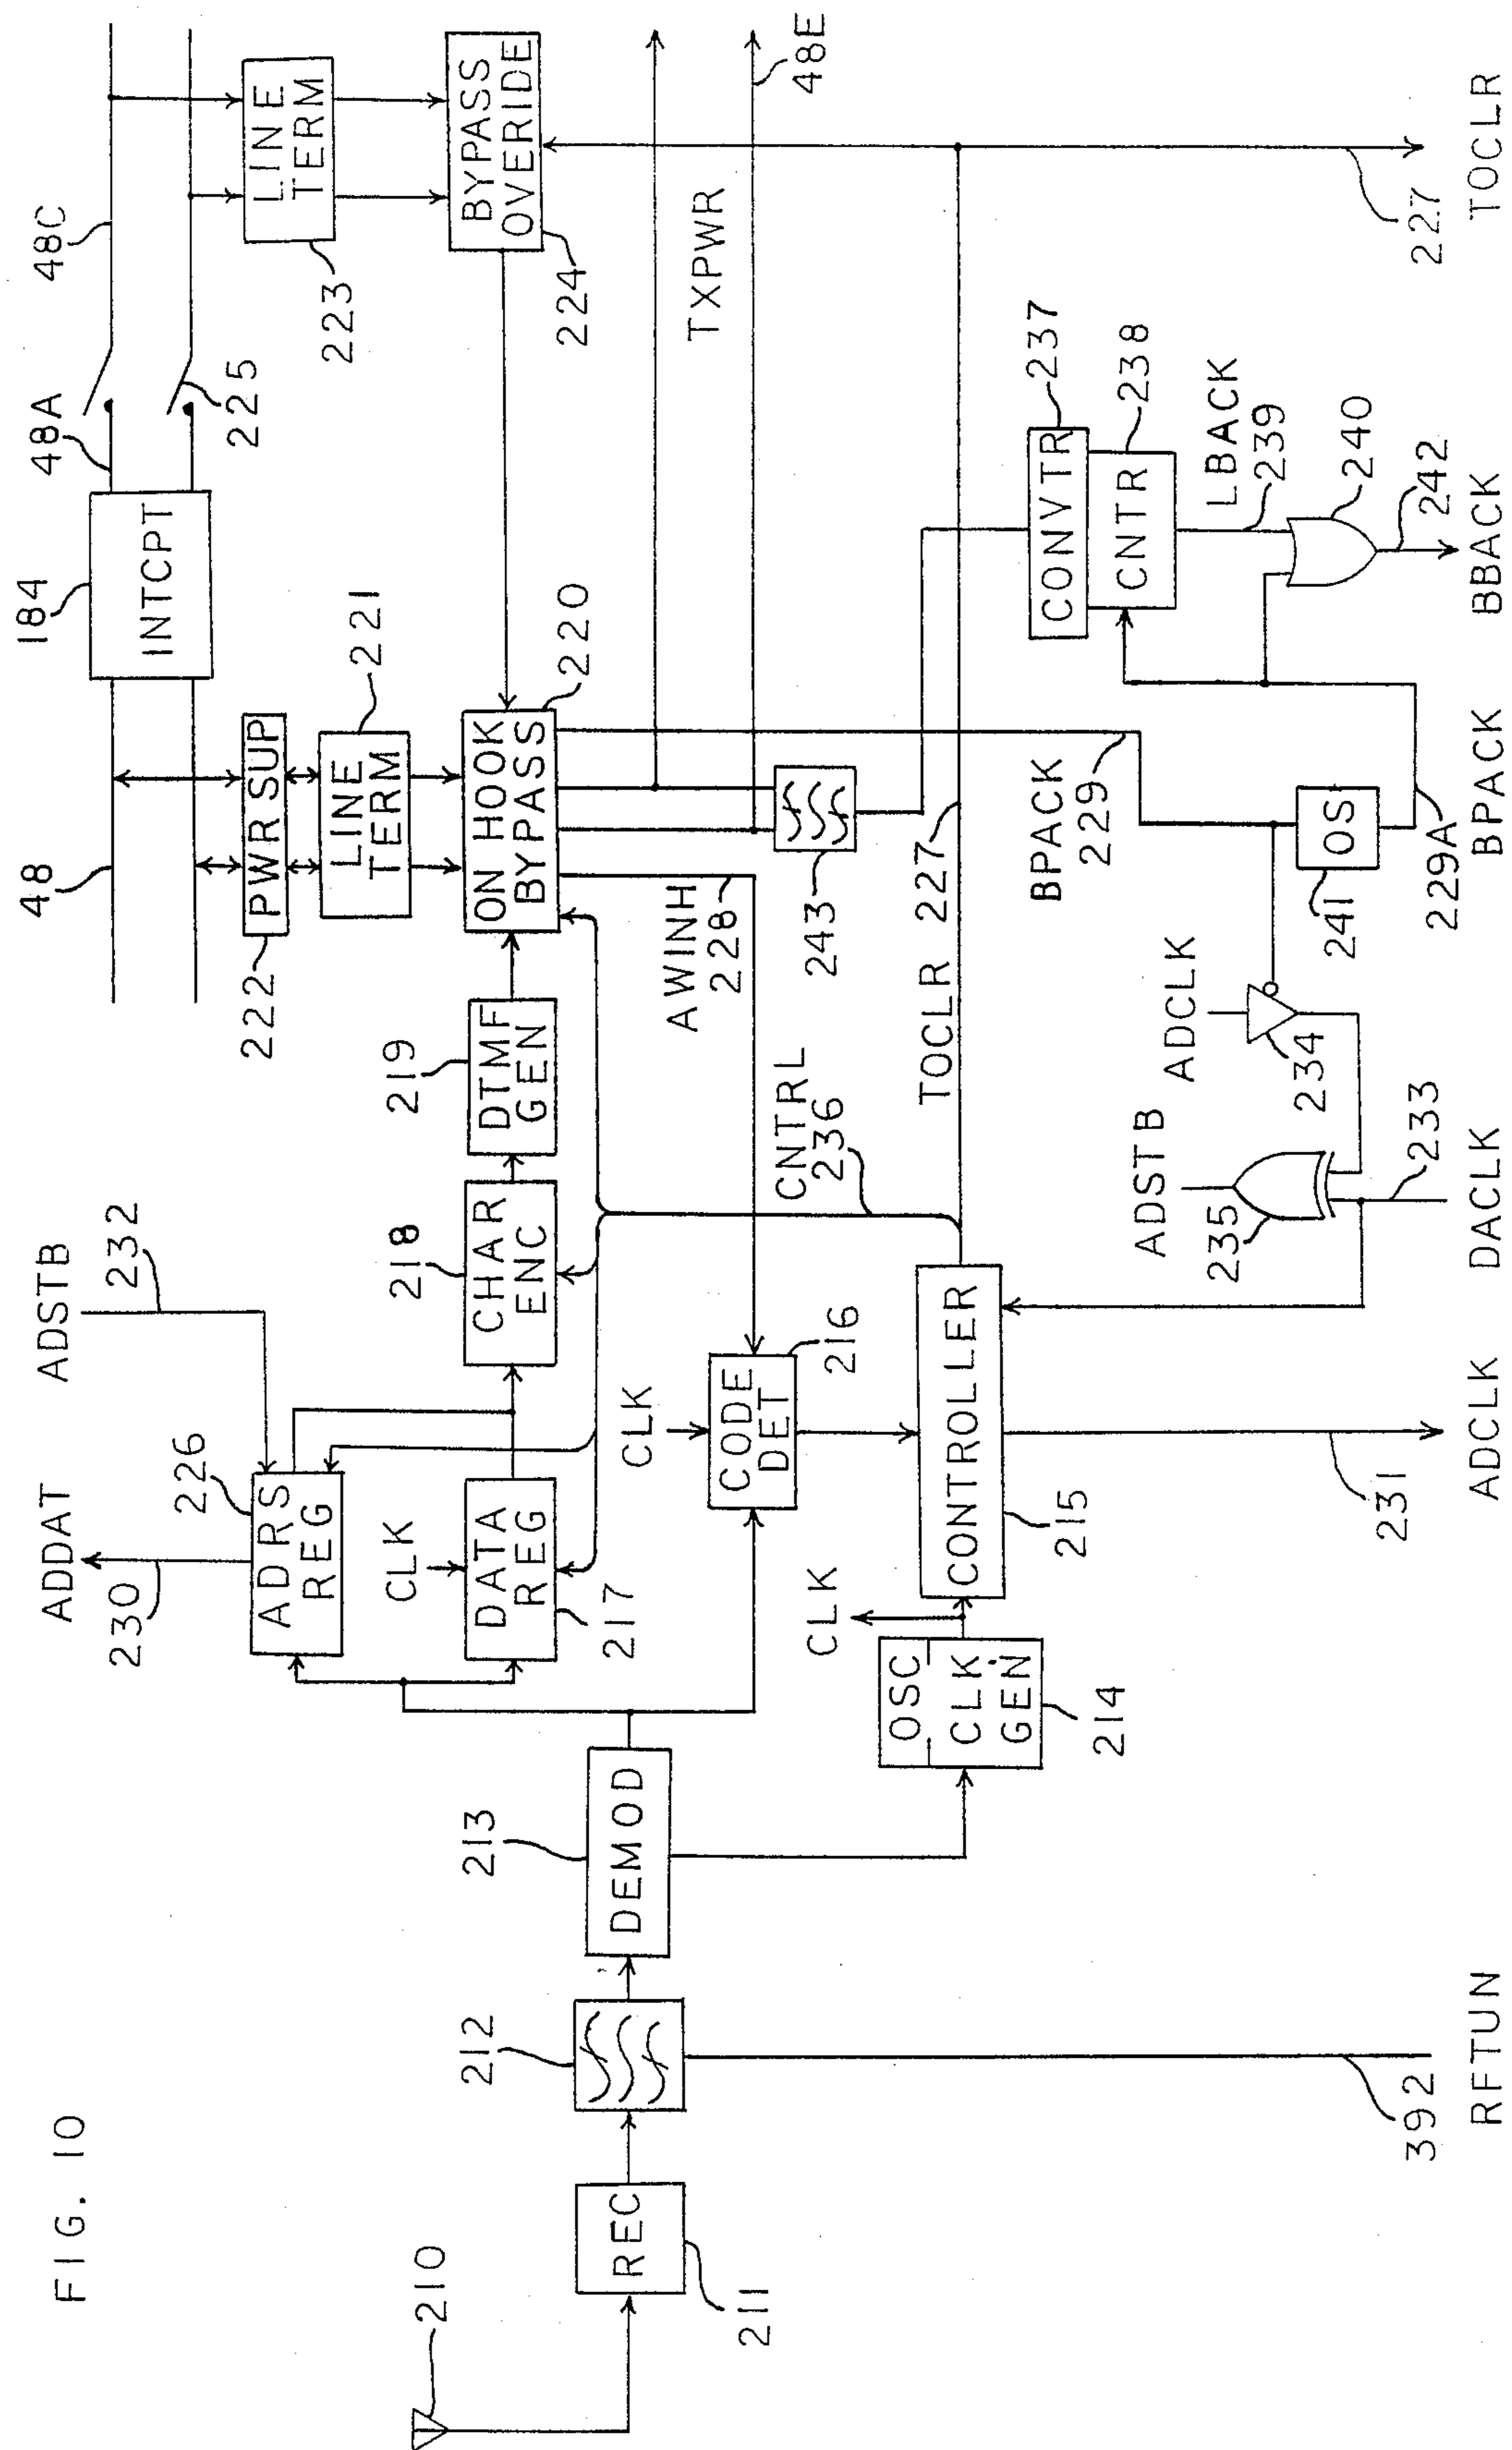 FIG. 10
48
184
INTCPT
48A
225
48C
222
PWR SUP
221
LINE
TERM
223
LINE
TERM
ADDAT
230
ADSTB
232
226
ADRS
REG
CLK
DATA
REG
217
218
CHAR
ENC
219
DTMF
GEN
ON HOOK
BYPASS
220
BYPASS
OVERIDE
224
210
REC
211
212
213
DEMOD
CLK
CODE
DET
216
AWINH
228
243
TXPWR
48E
CNTRL
236
CLK
OSC
CLK
GEN
214
CONTROLLER
215
TOCLR 227
BPACK
229
CONVTR
237
CNTR
238
LBACK
239
240
ADSTB
235
ADCLK
234
OS
241
392
RFTUN
231
ADCLK
233
DACLK
229A
BPACK
242
BBACK
227
TOCLR